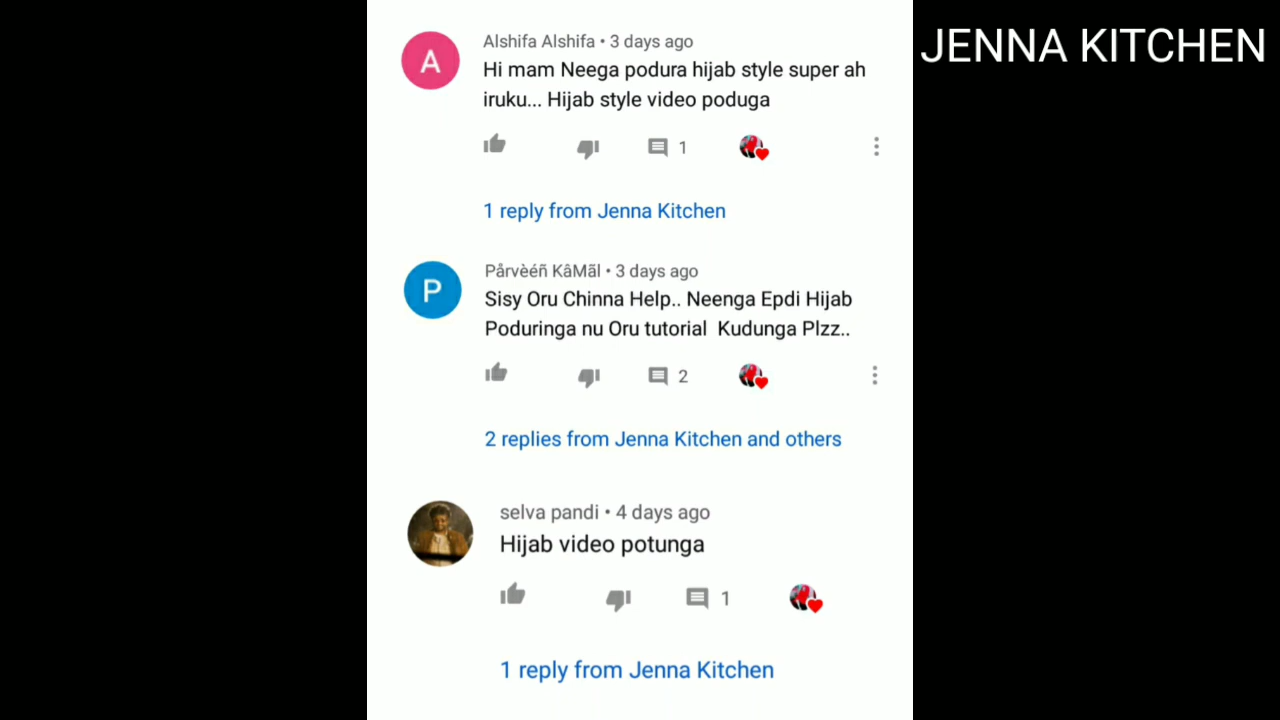 JENNA KITCHEN
A
Alshifa Alshifa • 3 days ago
Hi mam Neega podura hijab style super ah
iruku... Hijab style video poduga
1
1 reply from Jenna Kitchen
P
Pårvèéñ KâMãl • 3 days ago
Sisy Oru Chinna Help.. Neenga Epdi Hijab
Poduringa nu Oru tutorial Kudunga Plzz..
2
2 replies from Jenna Kitchen and others
selva pandi • 4 days ago
Hijab video potunga
1
1 reply from Jenna Kitchen